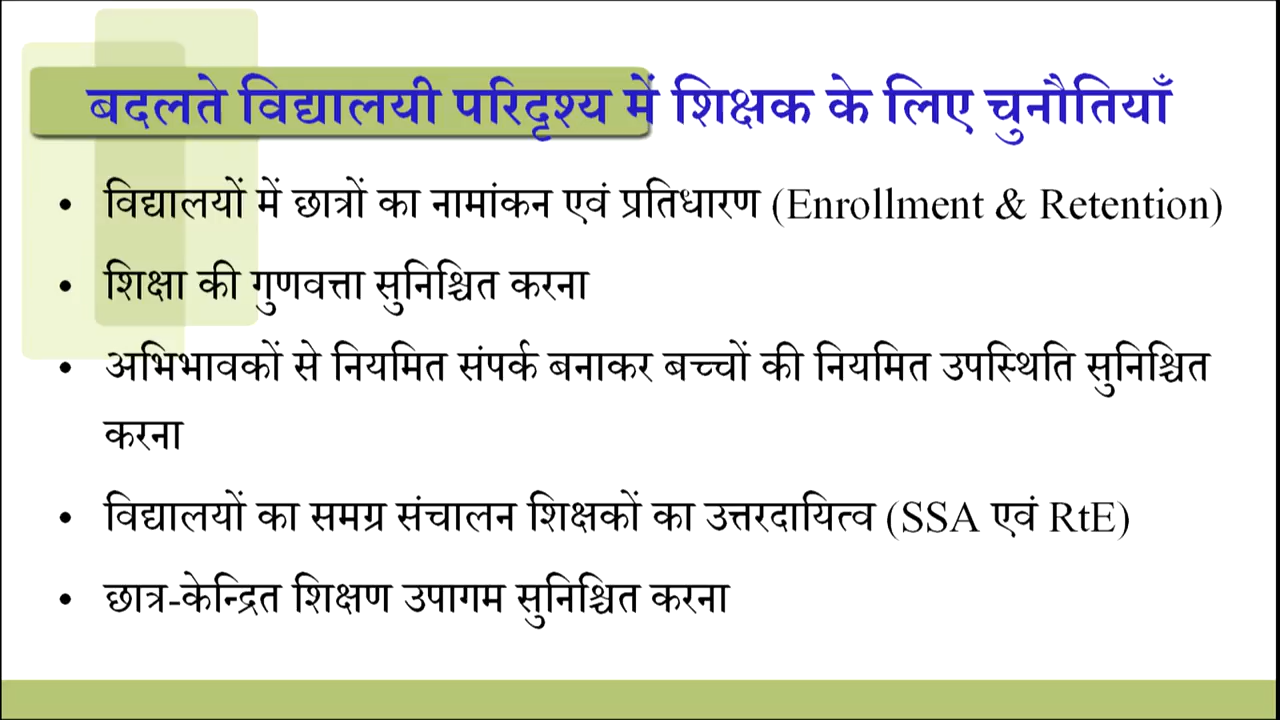 बदलते विद्यालयी परिदृश्य में शिक्षक के लिए चुनौतियाँ
• विद्यालयों में छात्रों का नामांकन एवं प्रतिधारण (Enrollment & Retention)
• शिक्षा की गुणवत्ता सुनिश्चित करना
• अभिभावकों से नियमित संपर्क बनाकर बच्चों की नियमित उपस्थिति सुनिश्चित
करना
• विद्यालयों का समग्र संचालन शिक्षकों का उत्तरदायित्व (SSA एवं RtE)
• छात्र-केन्द्रित शिक्षण उपागम सुनिश्चित करना